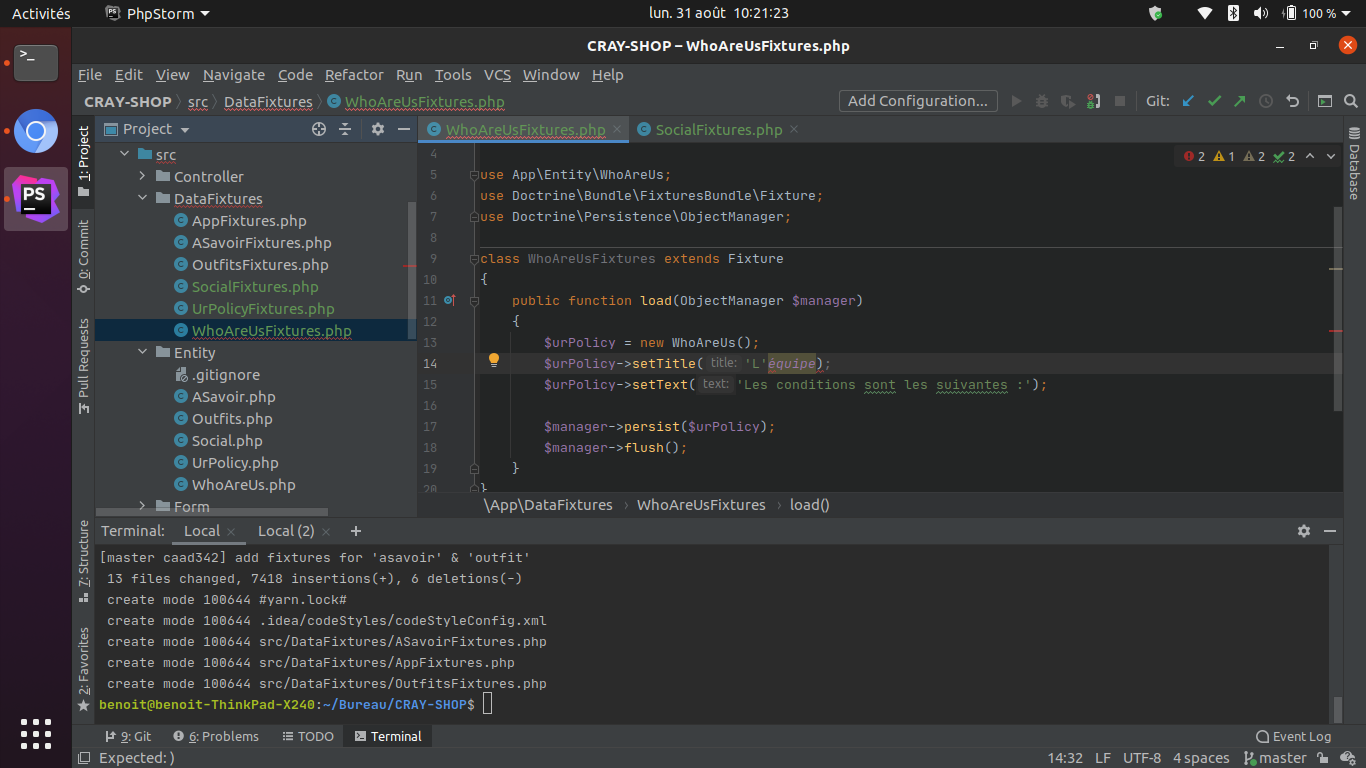 Activités PhpStorm lun. 31 août 10:21:23 100 %
CRAY-SHOP – WhoAreUsFixtures.php
File Edit View Navigate Code Refactor Run Tools VCS Window Help
CRAY-SHOP src DataFixtures WhoAreUsFixtures.php Add Configuration... Git:
1: Project
0: Commit
Pull Requests
7: Structure
2: Favorites
Project
src
Controller
DataFixtures
AppFixtures.php
ASavoirFixtures.php
OutfitsFixtures.php
SocialFixtures.php
UrPolicyFixtures.php
WhoAreUsFixtures.php
Entity
.gitignore
ASavoir.php
Outfits.php
Social.php
UrPolicy.php
WhoAreUs.php
Form
WhoAreUsFixtures.php SocialFixtures.php
2 1 2 2
4
5 use App\Entity\WhoAreUs;
6 use Doctrine\Bundle\FixturesBundle\Fixture;
7 use Doctrine\Persistence\ObjectManager;
8
9 class WhoAreUsFixtures extends Fixture
10 {
11 public function load(ObjectManager $manager)
12 {
13 $urPolicy = new WhoAreUs();
14 $urPolicy->setTitle( title: 'L'équipe);
15 $urPolicy->setText( text: 'Les conditions sont les suivantes :');
16
17 $manager->persist($urPolicy);
18 $manager->flush();
19 }
20 }
\App\DataFixtures WhoAreUsFixtures load()
Database
Terminal: Local Local (2) +
[master caad342] add fixtures for 'asavoir' & 'outfit'
13 files changed, 7418 insertions(+), 6 deletions(-)
create mode 100644 #yarn.lock#
create mode 100644 .idea/codeStyles/codeStyleConfig.xml
create mode 100644 src/DataFixtures/ASavoirFixtures.php
create mode 100644 src/DataFixtures/AppFixtures.php
create mode 100644 src/DataFixtures/OutfitsFixtures.php
benoit@benoit-ThinkPad-X240:~/Bureau/CRAY-SHOP$
9: Git 6: Problems TODO Terminal Event Log
Expected: ) 14:32 LF UTF-8 4 spaces master
>_
PS